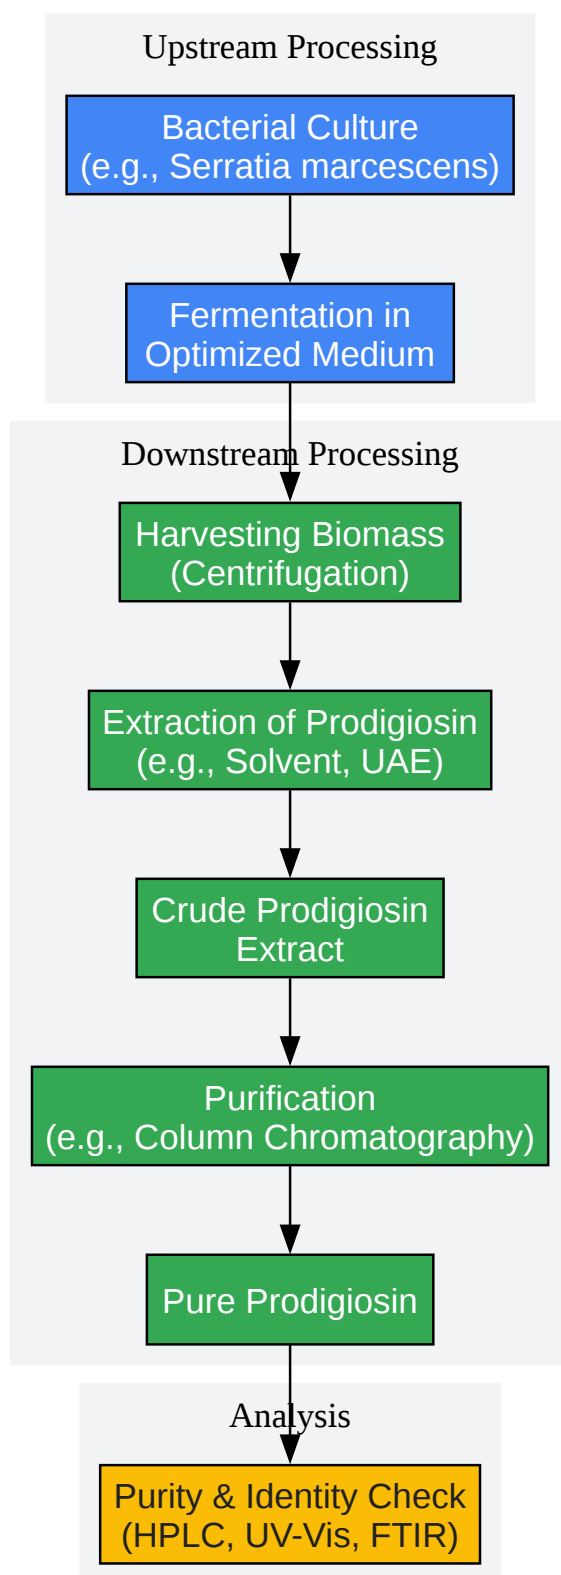 Upstream Processing
Bacterial Culture
(e.g., Serratia marcescens)
Fermentation in
Optimized Medium
Downstream Processing
Harvesting Biomass
(Centrifugation)
Extraction of Prodigiosin
(e.g., Solvent, UAE)
Crude Prodigiosin
Extract
Purification
(e.g., Column Chromatography)
Pure Prodigiosin
Analysis
Purity & Identity Check
(HPLC, UV-Vis, FTIR)